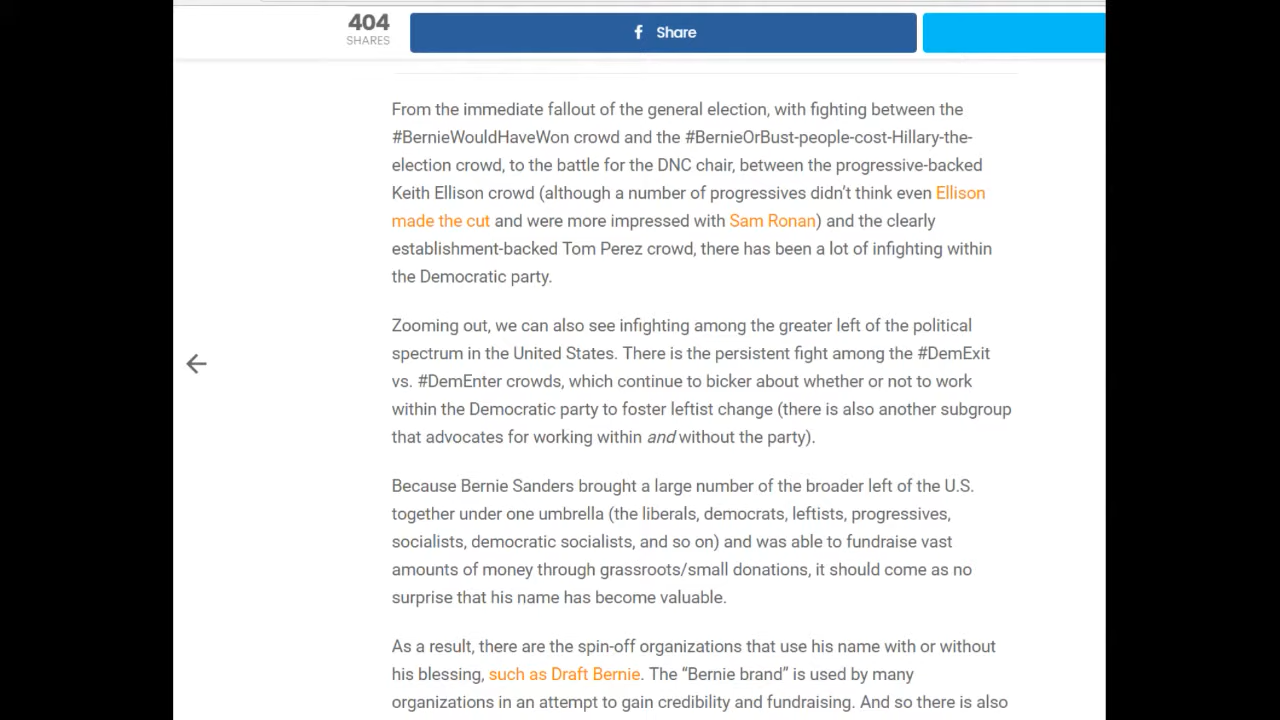 404
SHARES
Share
From the immediate fallout of the general election, with fighting between the
#BernieWouldHaveWon crowd and the #BernieOrBust-people-cost-Hillary-the-
election crowd, to the battle for the DNC chair, between the progressive-backed
Keith Ellison crowd (although a number of progressives didn’t think even Ellison
made the cut and were more impressed with Sam Ronan) and the clearly
establishment-backed Tom Perez crowd, there has been a lot of infighting within
the Democratic party.
Zooming out, we can also see infighting among the greater left of the political
spectrum in the United States. There is the persistent fight among the #DemExit
vs. #DemEnter crowds, which continue to bicker about whether or not to work
within the Democratic party to foster leftist change (there is also another subgroup
that advocates for working within and without the party).
Because Bernie Sanders brought a large number of the broader left of the U.S.
together under one umbrella (the liberals, democrats, leftists, progressives,
socialists, democratic socialists, and so on) and was able to fundraise vast
amounts of money through grassroots/small donations, it should come as no
surprise that his name has become valuable.
As a result, there are the spin-off organizations that use his name with or without
his blessing, such as Draft Bernie. The “Bernie brand” is used by many
organizations in an attempt to gain credibility and fundraising. And so there is also